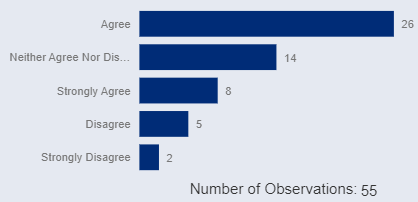 Agree 26
Neither Agree Nor Dis... 14
Strongly Agree 8
Disagree 5
Strongly Disagree 2
Number of Observations: 55